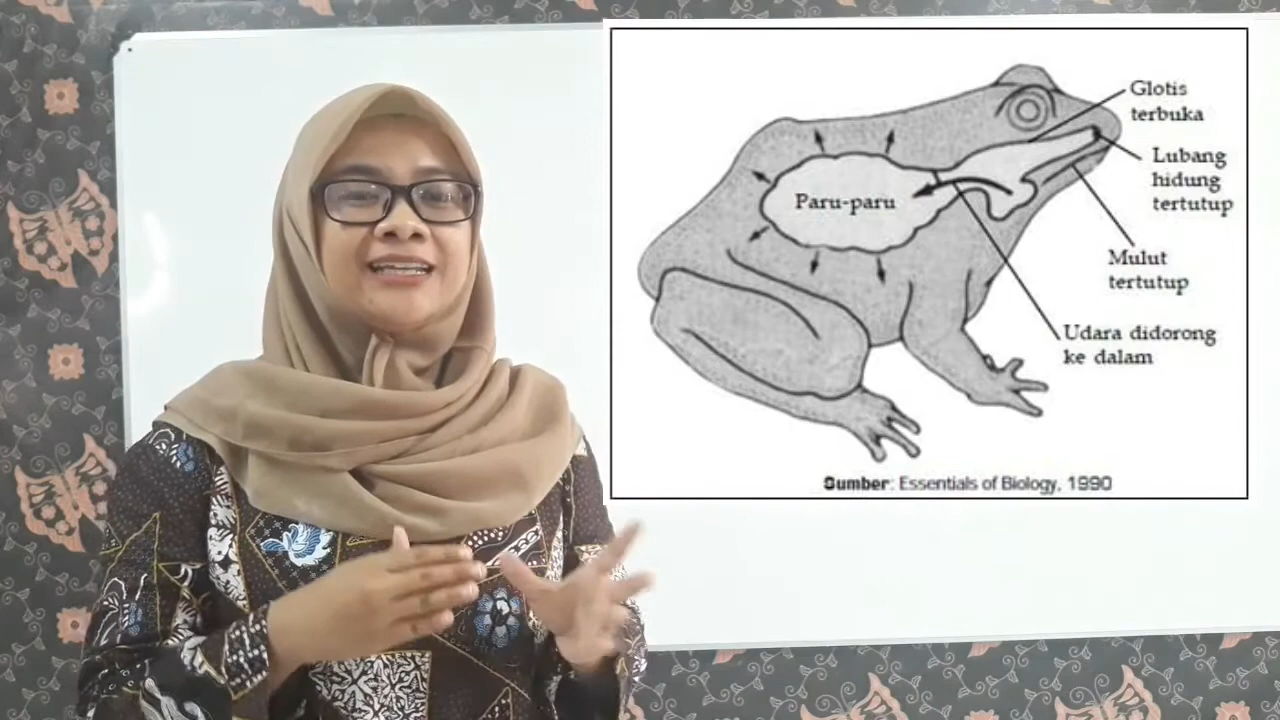 Glotis
terbuka
Lubang
hidung
tertutup
Paru-paru
Mulut
tertutup
Udara didorong
ke dalam
Sumber: Essentials of Biology, 1990